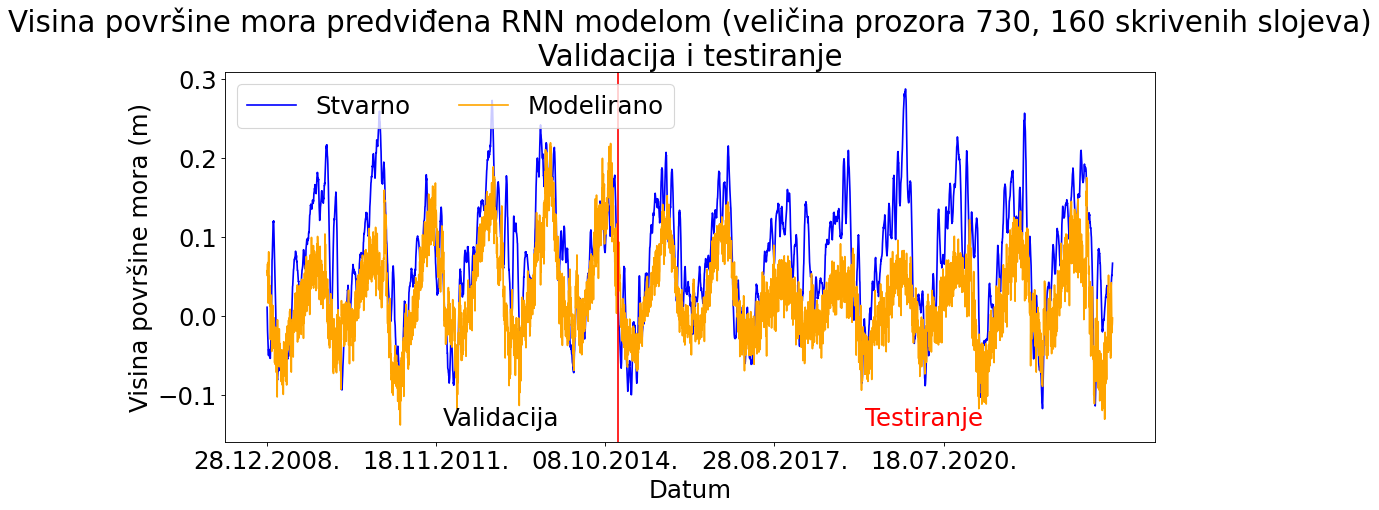 Visina površine mora predviđena RNN modelom (veličina prozora 730, 160 skrivenih slojeva)
Validacija i testiranje
Stvarno
Modelirano
Visina površine mora (m)
0.3
0.2
0.1
0.0
−0.1
Validacija
Testiranje
28.12.2008.
18.11.2011.
08.10.2014.
28.08.2017.
18.07.2020.
Datum